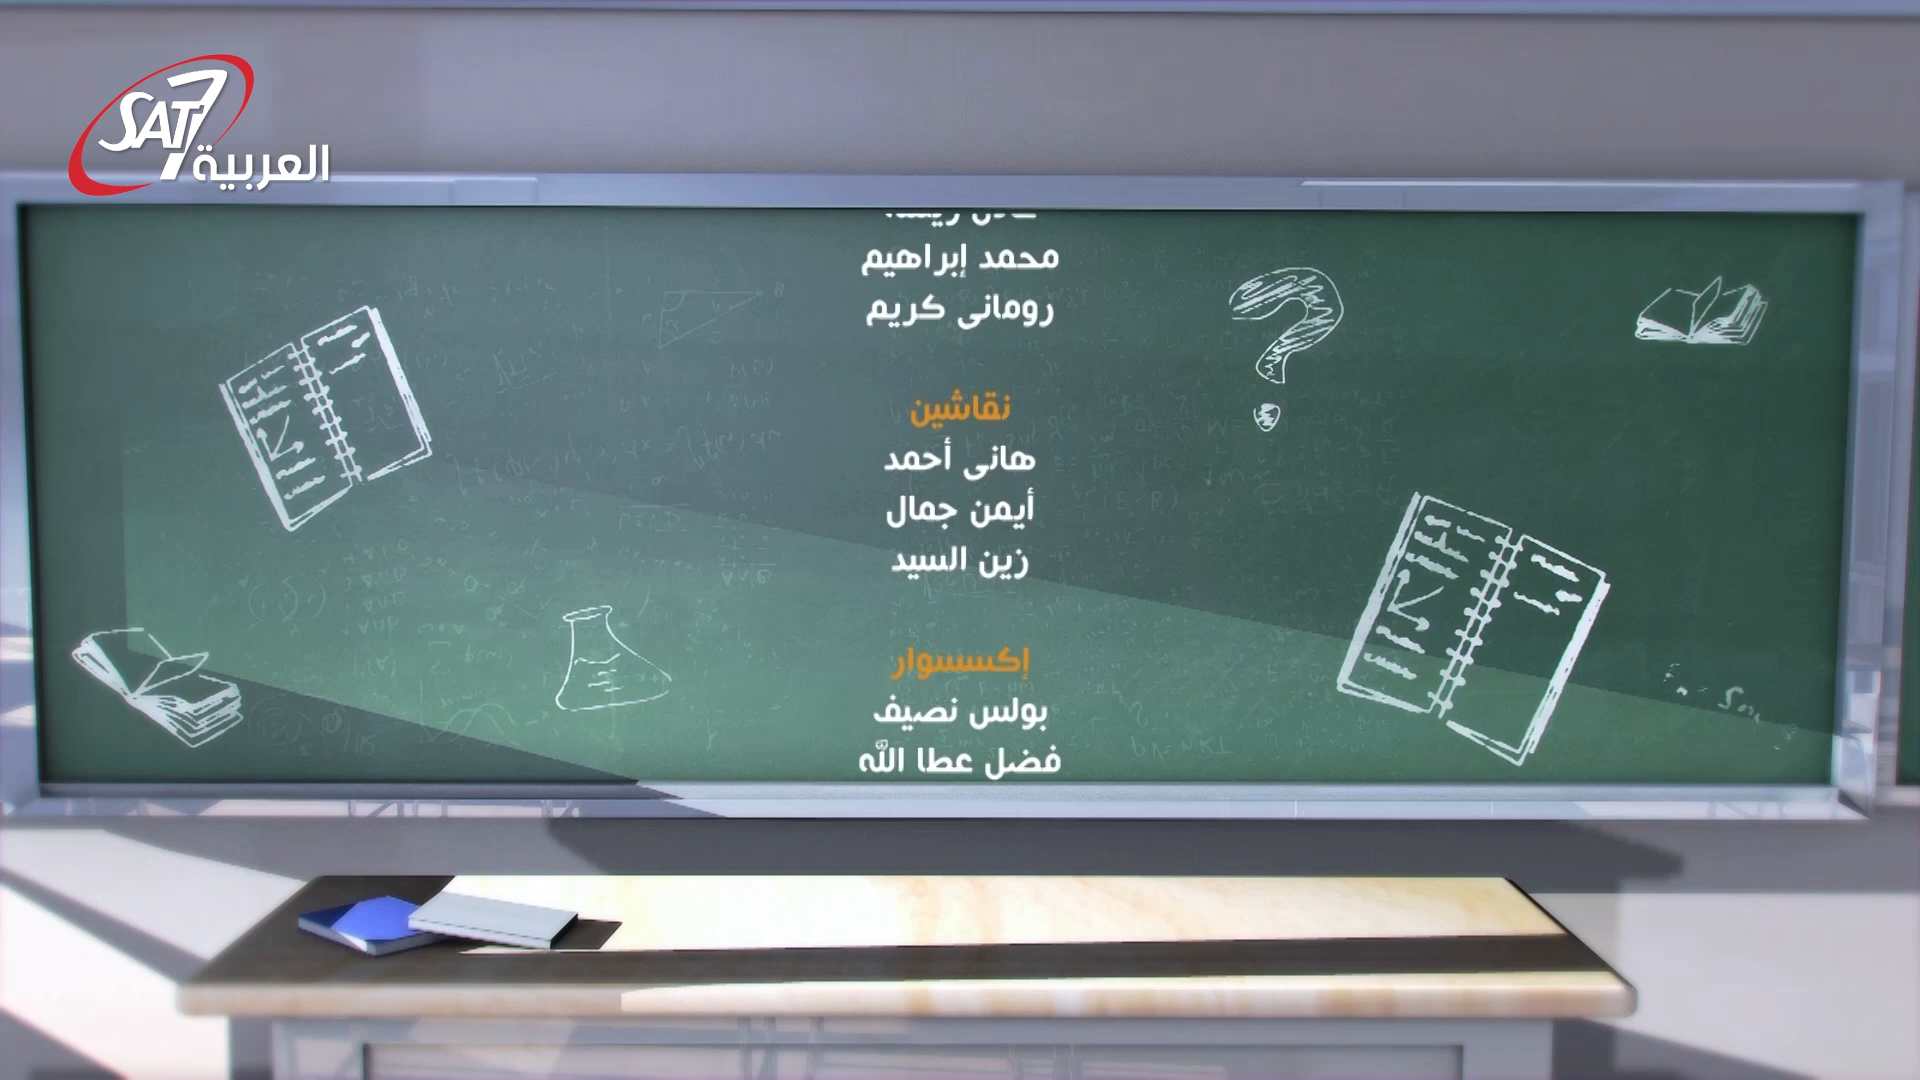 SAT7
العربية
محمد إبراهيم
رومانى كريم
نقاشين
هانى أحمد
أيمن جمال
زين السيد
إكسسوار
بولس نصيف
فضل عطا الله